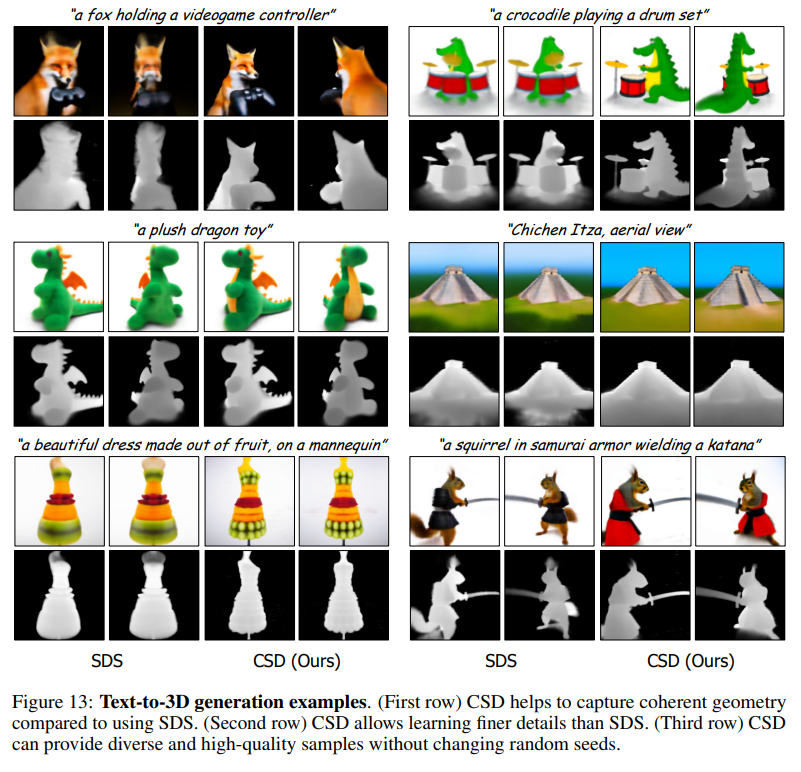 “a fox holding a videogame controller”
“a crocodile playing a drum set”
“a plush dragon toy”
“Chichen Itza, aerial view”
“a beautiful dress made out of fruit, on a mannequin”
“a squirrel in samurai armor wielding a katana”
SDS
CSD (Ours)
SDS
CSD (Ours)
Figure 13: Text-to-3D generation examples. (First row) CSD helps to capture coherent geometry
compared to using SDS. (Second row) CSD allows learning finer details than SDS. (Third row) CSD
can provide diverse and high-quality samples without changing random seeds.